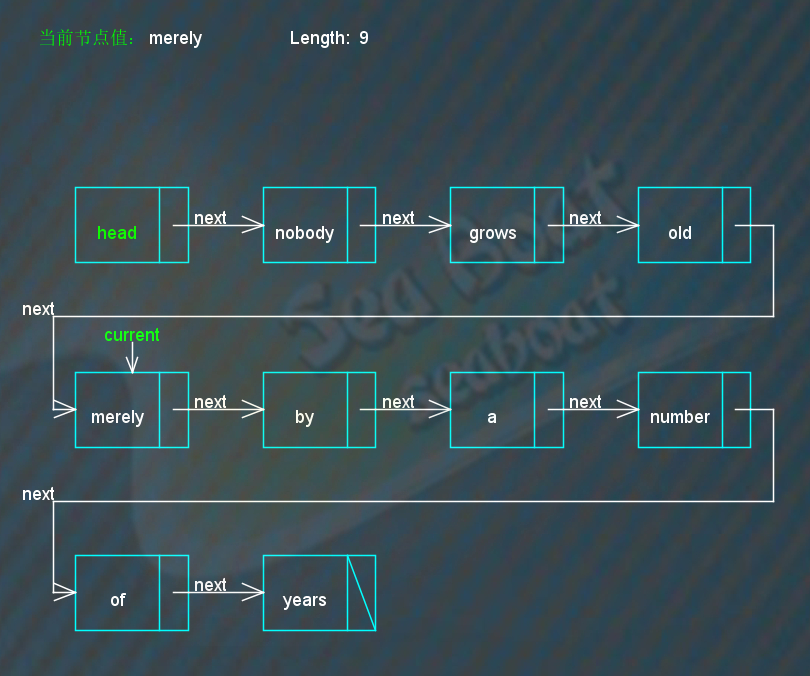 当前节点值: merely Length: 9
next next next
head nobody grows old
next
current
next next next
merely by a number
next
next
of years
Sea Boat
seaboat